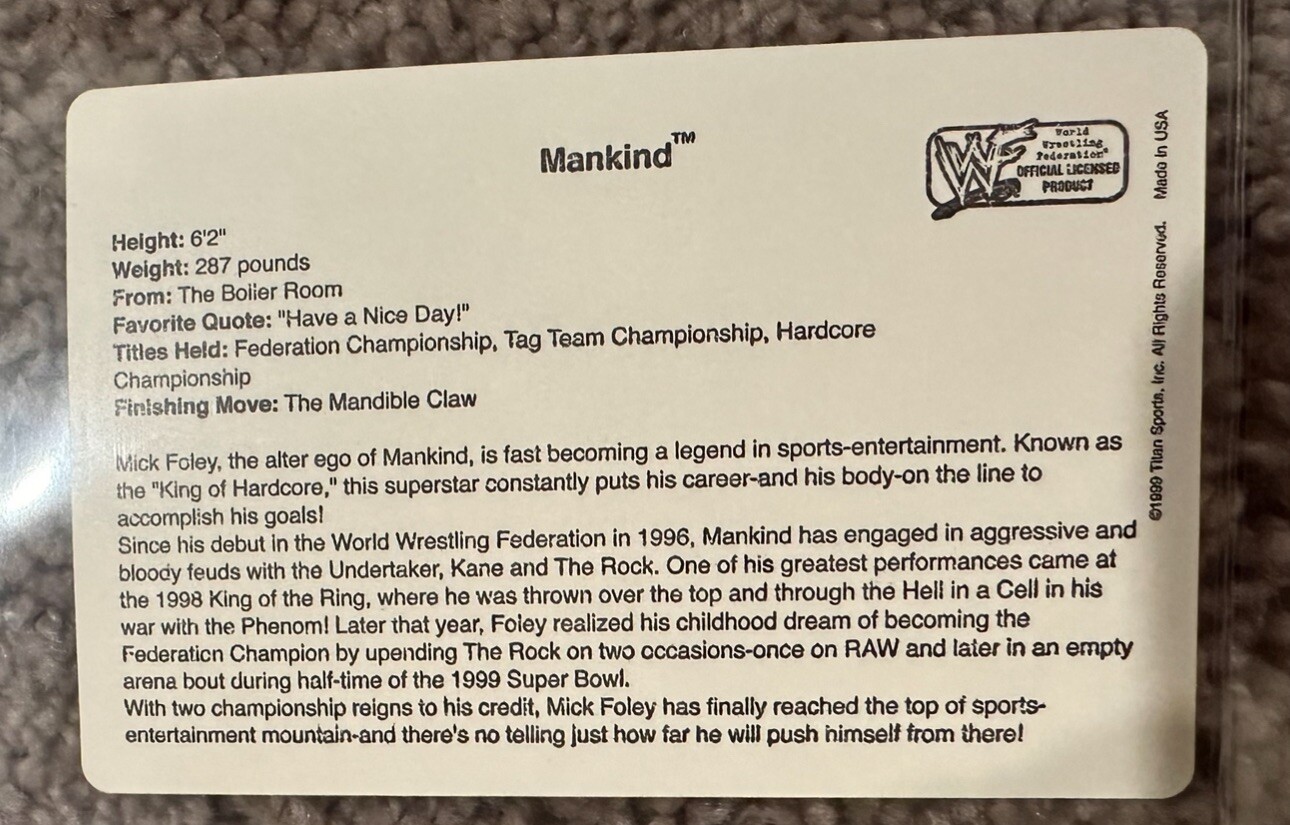 Mankind™
World
Wrestling
Federation
OFFICIAL LICENSED
PRODUCT
Height: 6'2"
Weight: 287 pounds
From: The Boiler Room
Favorite Quote: "Have a Nice Day!"
Titles Held: Federation Championship, Tag Team Championship, Hardcore
Championship
Finishing Move: The Mandible Claw
Mick Foley, the alter ego of Mankind, is fast becoming a legend in sports-entertainment. Known as
the "King of Hardcore," this superstar constantly puts his career-and his body-on the line to
accomplish his goals!
Since his debut in the World Wrestling Federation in 1996, Mankind has engaged in aggressive and
bloody feuds with the Undertaker, Kane and The Rock. One of his greatest performances came at
the 1998 King of the Ring, where he was thrown over the top and through the Hell in a Cell in his
war with the Phenom! Later that year, Foley realized his childhood dream of becoming the
Federation Champion by upending The Rock on two occasions-once on RAW and later in an empty
arena bout during half-time of the 1999 Super Bowl.
With two championship reigns to his credit, Mick Foley has finally reached the top of sports-
entertainment mountain-and there's no telling just how far he will push himself from there!
©1999 Titan Sports, Inc. All Rights Reserved. Made In USA